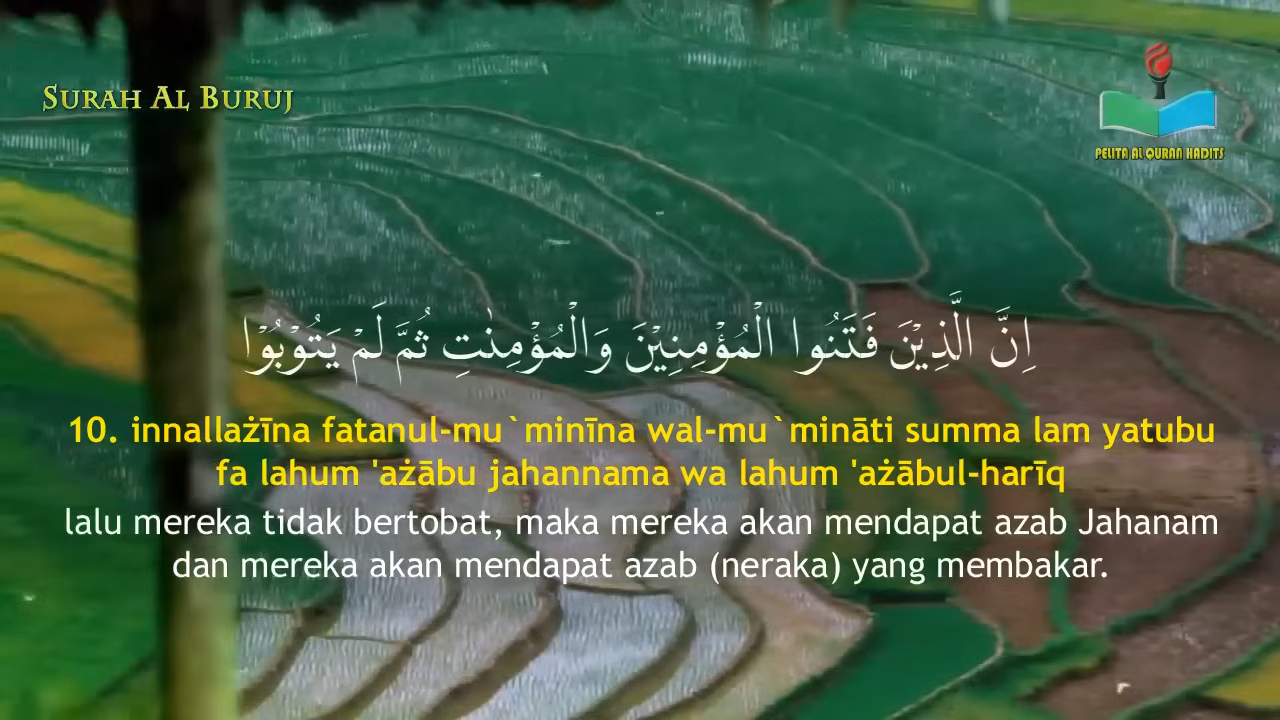 Surah Al Buruj
PELITA AL QURAN HADITS
اِنَّ الَّذِيْنَ فَتَنُوا الْمُؤْمِنِيْنَ وَالْمُؤْمِنٰتِ ثُمَّ لَمْ يَتُوْبُوْا
10. innallażīna fatanul-mu`minīna wal-mu`mināti summa lam yatubu
fa lahum 'ażābu jahannama wa lahum 'ażābul-harīq
lalu mereka tidak bertobat, maka mereka akan mendapat azab Jahanam
dan mereka akan mendapat azab (neraka) yang membakar.